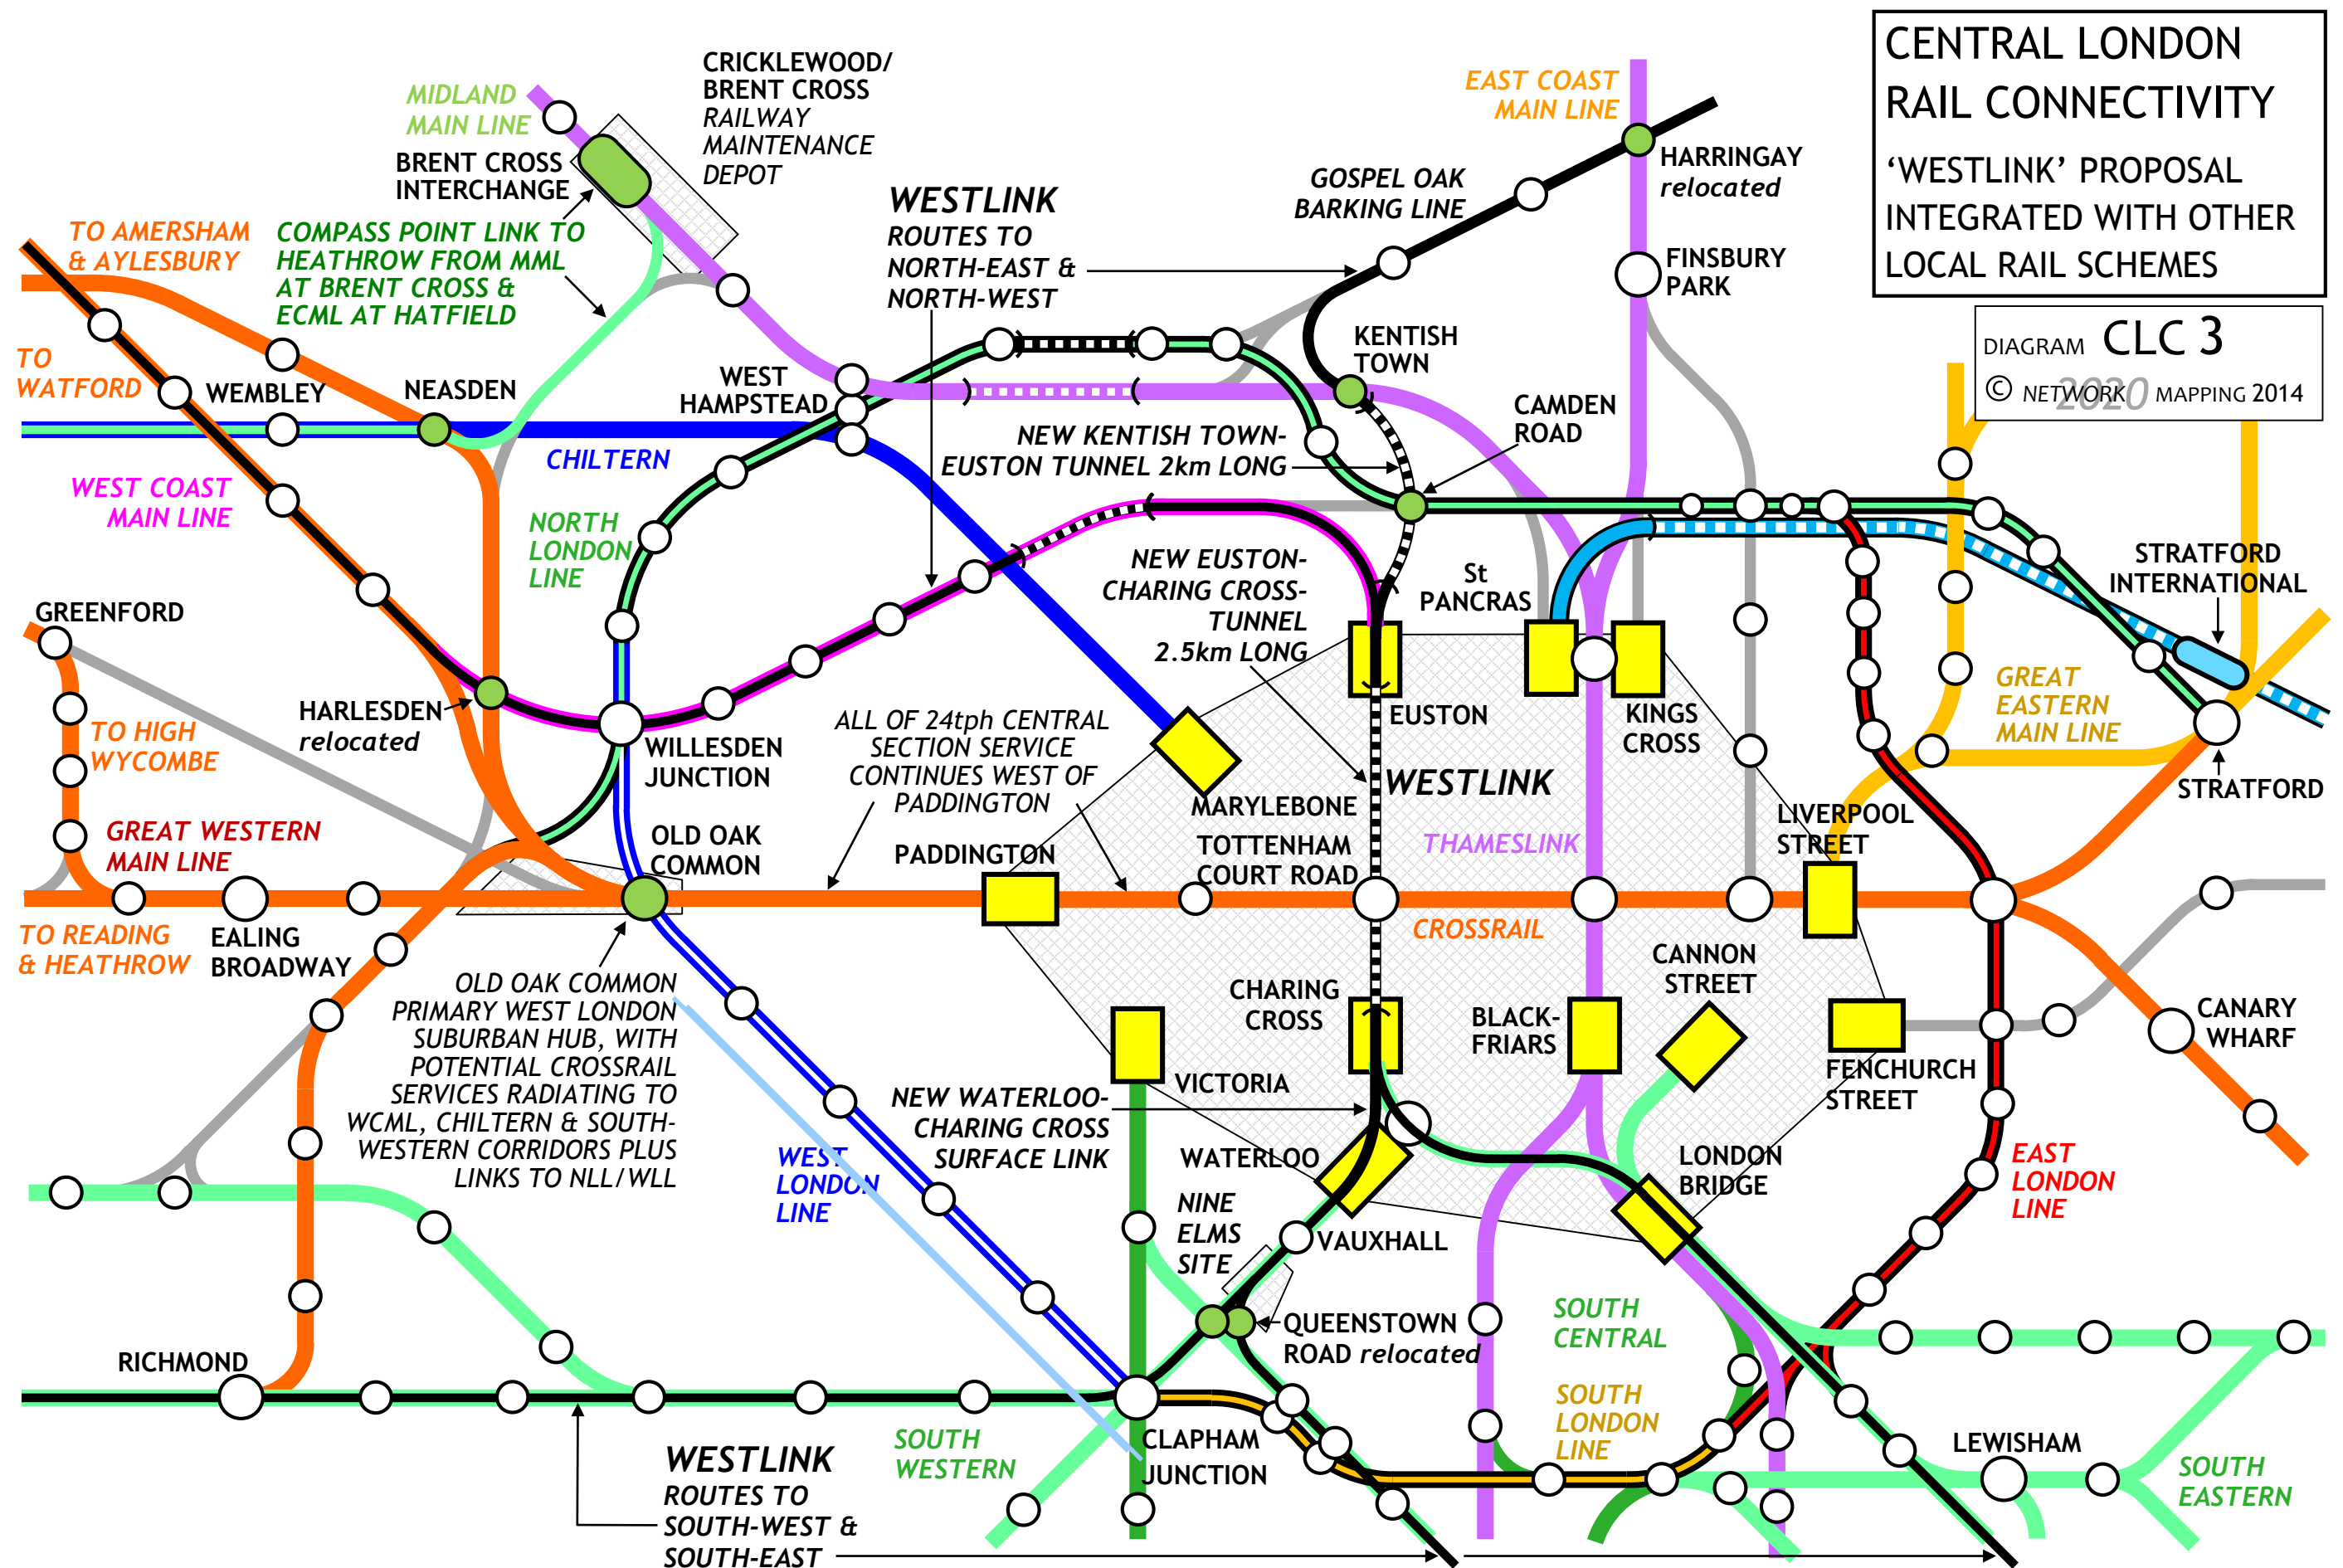 CENTRAL LONDON
RAIL CONNECTIVITY
‘WESTLINK’ PROPOSAL
INTEGRATED WITH OTHER
LOCAL RAIL SCHEMES
DIAGRAM CLC 3
© NETWORK 2020 MAPPING 2014
MIDLAND
MAIN LINE
CRICKLEWOOD/
BRENT CROSS
RAILWAY
MAINTENANCE
DEPOT
BRENT CROSS
INTERCHANGE
EAST COAST
MAIN LINE
HARRINGAY
relocated
GOSPEL OAK
BARKING LINE
WESTLINK
ROUTES TO
NORTH-EAST &
NORTH-WEST
TO AMERSHAM
& AYLESBURY
COMPASS POINT LINK TO
HEATHROW FROM MML
AT BRENT CROSS &
ECML AT HATFIELD
FINSBURY
PARK
TO
WATFORD
WEMBLEY
NEASDEN
WEST
HAMPSTEAD
KENTISH
TOWN
CAMDEN
ROAD
NEW KENTISH TOWN-
EUSTON TUNNEL 2km LONG
CHILTERN
WEST COAST
MAIN LINE
NORTH
LONDON
LINE
NEW EUSTON-
CHARING CROSS-
TUNNEL
2.5km LONG
St
PANCRAS
STRATFORD
INTERNATIONAL
GREENFORD
HARLESDEN
relocated
TO HIGH
WYCOMBE
WILLESDEN
JUNCTION
ALL OF 24tph CENTRAL
SECTION SERVICE
CONTINUES WEST OF
PADDINGTON
EUSTON
KINGS
CROSS
GREAT
EASTERN
MAIN LINE
WESTLINK
MARYLEBONE
STRATFORD
GREAT WESTERN
MAIN LINE
OLD OAK
COMMON
PADDINGTON
TOTTENHAM
COURT ROAD
THAMESLINK
LIVERPOOL
STREET
TO READING
& HEATHROW
EALING
BROADWAY
CROSSRAIL
CANNON
STREET
OLD OAK COMMON
PRIMARY WEST LONDON
SUBURBAN HUB, WITH
POTENTIAL CROSSRAIL
SERVICES RADIATING TO
WCML, CHILTERN & SOUTH-
WESTERN CORRIDORS PLUS
LINKS TO NLL/WLL
CHARING
CROSS
BLACK-
FRIARS
CANARY
WHARF
VICTORIA
FENCHURCH
STREET
NEW WATERLOO-
CHARING CROSS
SURFACE LINK
WEST
LONDON
LINE
WATERLOO
LONDON
BRIDGE
EAST
LONDON
LINE
NINE
ELMS
SITE
VAUXHALL
QUEENSTOWN
ROAD relocated
SOUTH
CENTRAL
RICHMOND
SOUTH
LONDON
LINE
SOUTH
WESTERN
CLAPHAM
JUNCTION
LEWISHAM
SOUTH
EASTERN
WESTLINK
ROUTES TO
SOUTH-WEST &
SOUTH-EAST